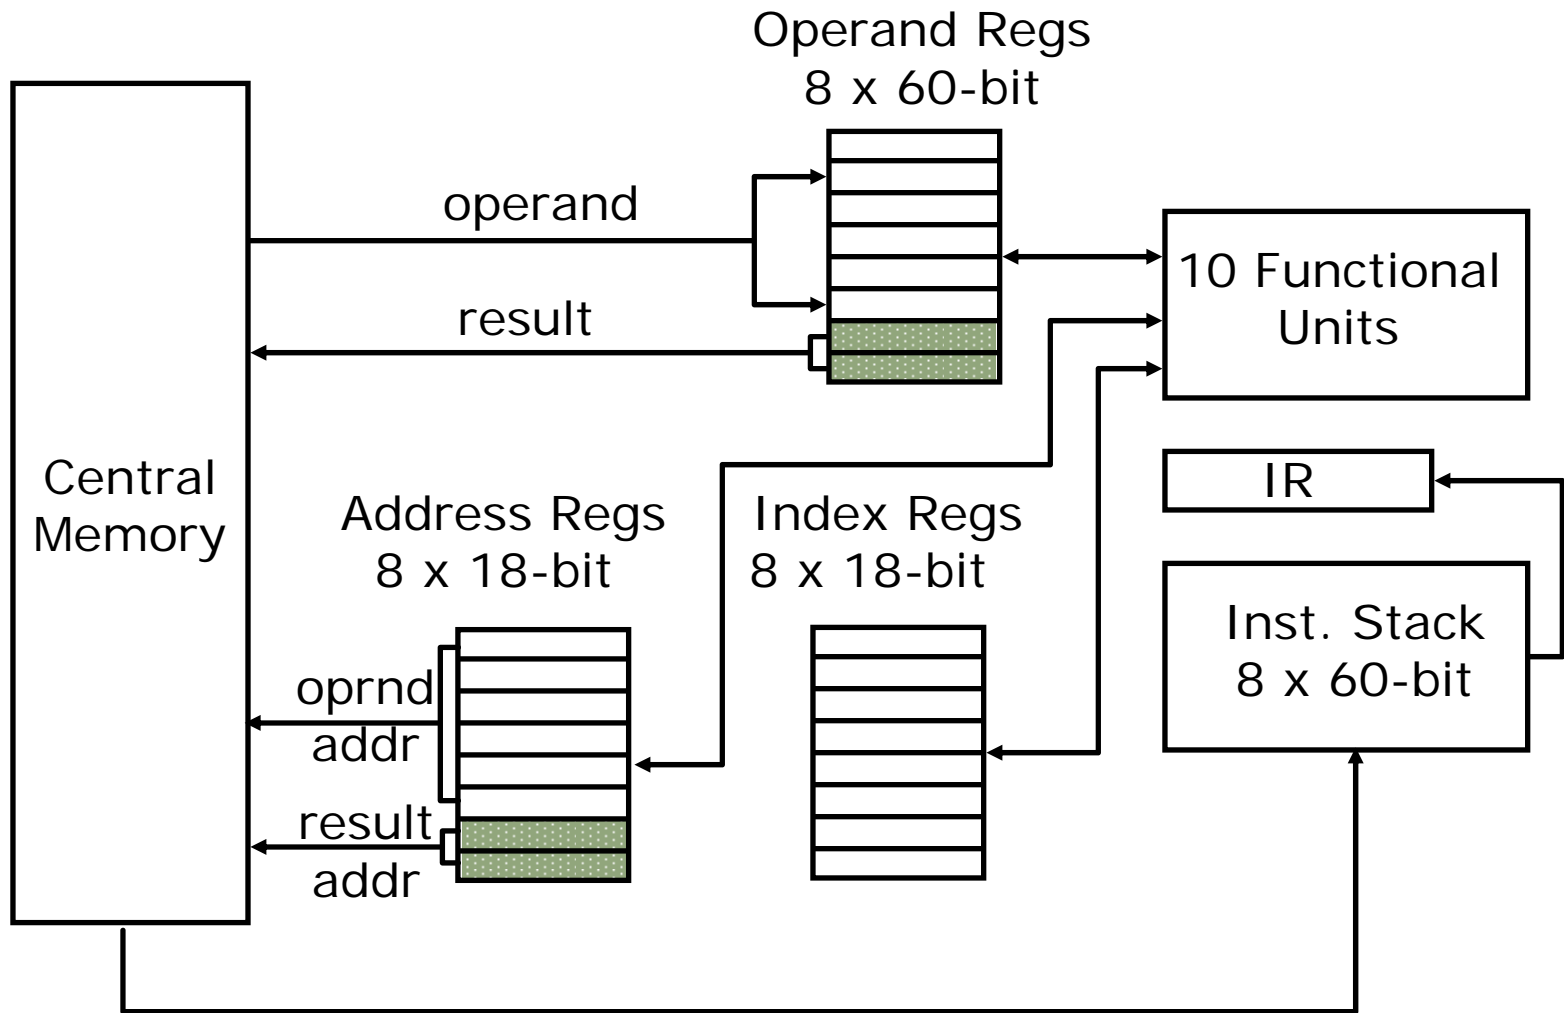 Operand Regs
8 x 60-bit
operand
result
10 Functional
Units
Central
Memory
IR
Address Regs
8 x 18-bit
Index Regs
8 x 18-bit
Inst. Stack
8 x 60-bit
oprnd
addr
result
addr